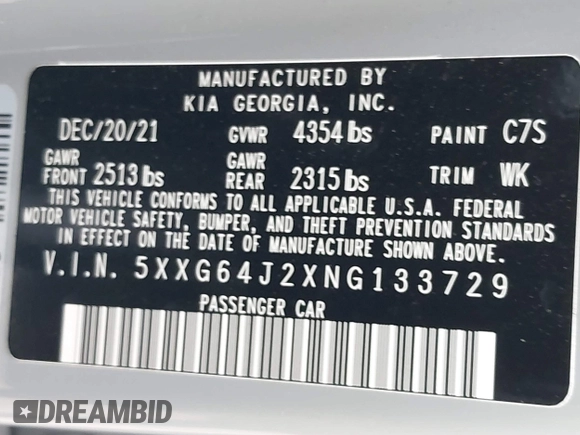 MANUFACTURED BY
KIA GEORGIA, INC.
DEC/20/21 GVWR 4354 lbs PAINT C7S
GAWR FRONT 2513 lbs GAWR REAR 2315 lbs TRIM WK
THIS VEHICLE CONFORMS TO ALL APPLICABLE U.S.A. FEDERAL
MOTOR VEHICLE SAFETY, BUMPER, AND THEFT PREVENTION STANDARDS
IN EFFECT ON THE DATE OF MANUFACTURE SHOWN ABOVE.
V.I.N. 5XXG64J2XNG133729
PASSENGER CAR
DREAMBID